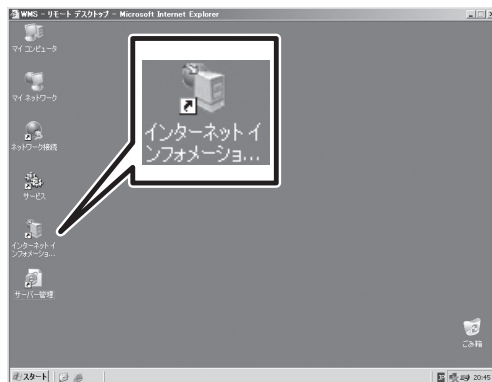 WMS - リモート デスクトップ - Microsoft Internet Explorer
マイ コンピュータ
マイ ネットワーク
ネットワーク接続
サービス
インターネット イ
ンフォメーショ...
サーバー管理
インターネット イ
ンフォメーショ...
ごみ箱
スタート
JP
20:45